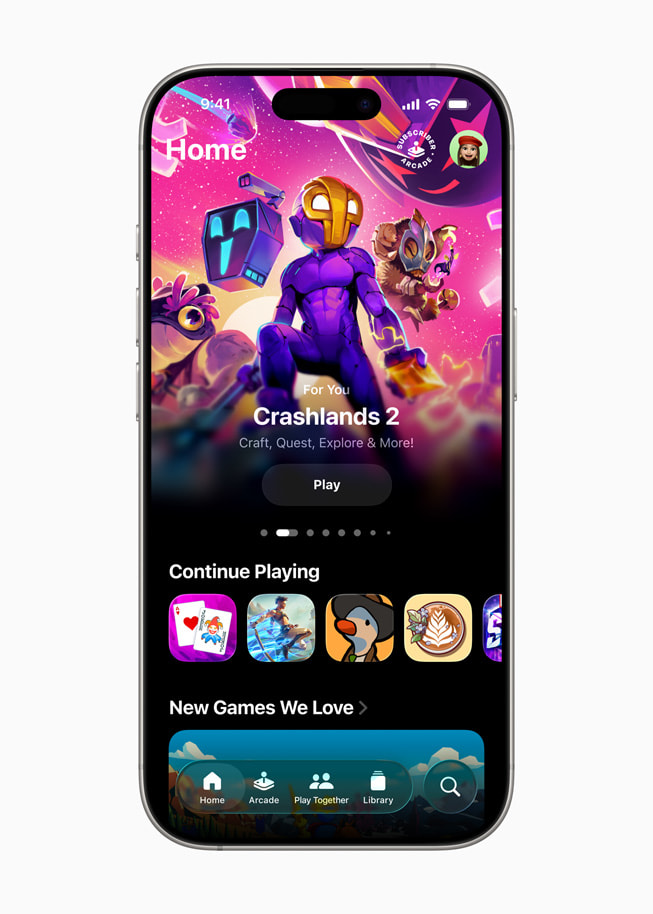 9:41
Home
SUBSCRIBER
ARCADE
For You
Crashlands 2
Craft, Quest, Explore & More!
Play
Continue Playing
New Games We Love
Home
Arcade
Play Together
Library